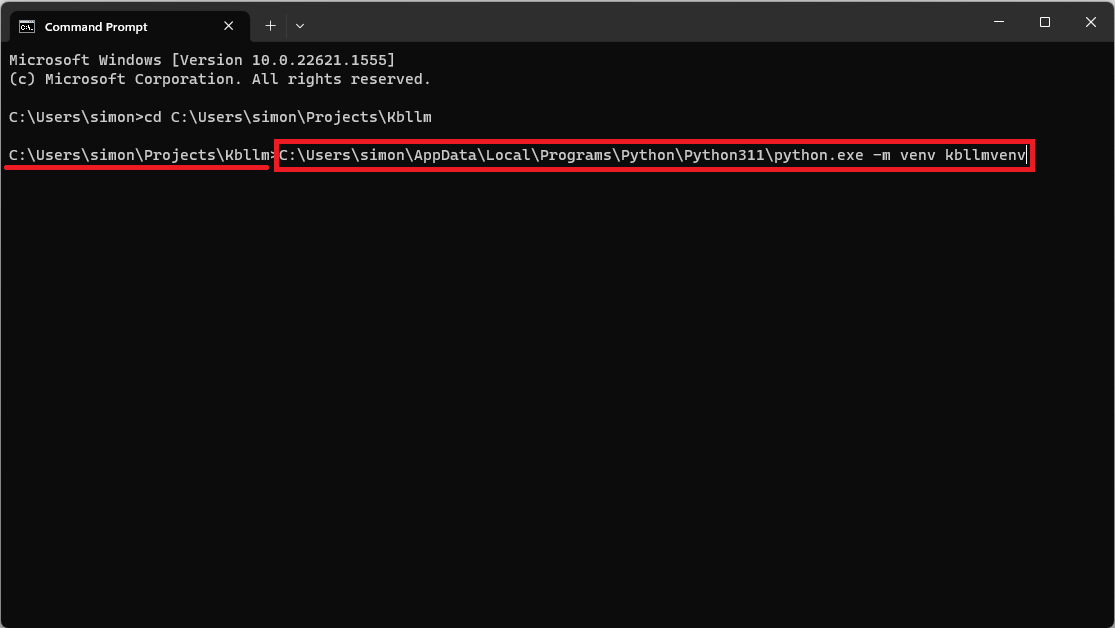 Command Prompt
Microsoft Windows [Version 10.0.22621.1555]
(c) Microsoft Corporation. All rights reserved.
C:\Users\simon>cd C:\Users\simon\Projects\Kbllm
C:\Users\simon\Projects\Kbllm>C:\Users\simon\AppData\Local\Programs\Python\Python311\python.exe -m venv kbllmvenv